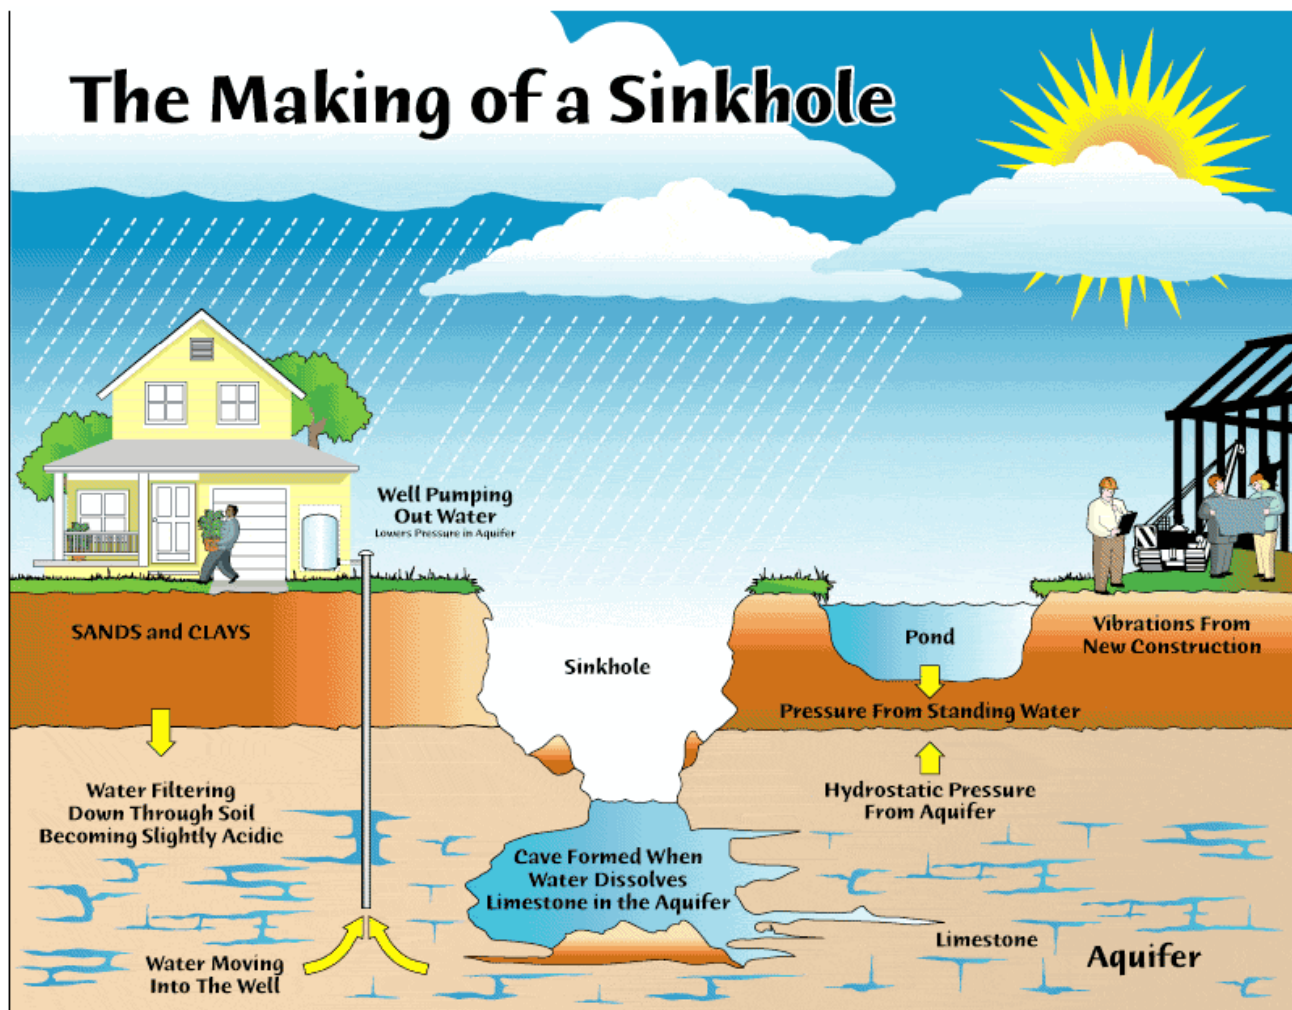 The Making of a Sinkhole
Well Pumping
Out Water
Lowers Pressure in Aquifer
SANDS and CLAYS
Sinkhole
Pond
Vibrations From
New Construction
Pressure From Standing Water
Water Filtering
Down Through Soil
Becoming Slightly Acidic
Hydrostatic Pressure
From Aquifer
Cave Formed When
Water Dissolves
Limestone in the Aquifer
Limestone
Aquifer
Water Moving
Into The Well